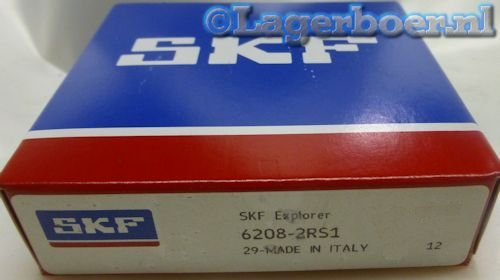 ©Lagerboer.nl
SKF
SKF
SKF Explorer
6208-2RS1
29-MADE IN ITALY
12